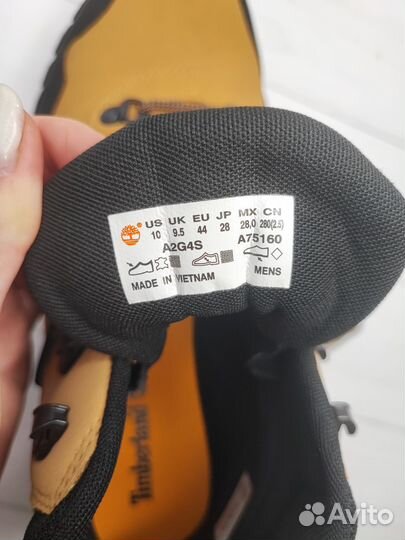 Timberland
US UK EU JP MX CN
10 9.5 44 28 28.0 280(2.5)
A2G4S A75160
MADE IN VIETNAM MENS
Timberland
Avito